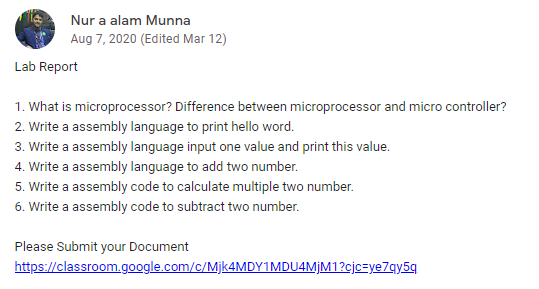 Nur a alam Munna
Aug 7, 2020 (Edited Mar 12)
Lab Report
1. What is microprocessor? Difference between microprocessor and micro controller?
2. Write a assembly language to print hello word.
3. Write a assembly language input one value and print this value.
4. Write a assembly language to add two number.
5. Write a assembly code to calculate multiple two number.
6. Write a assembly code to subtract two number.
Please Submit your Document
https://classroom.google.com/c/Mjk4MDY1MDU4MjM1?cjc=ye7qy5q